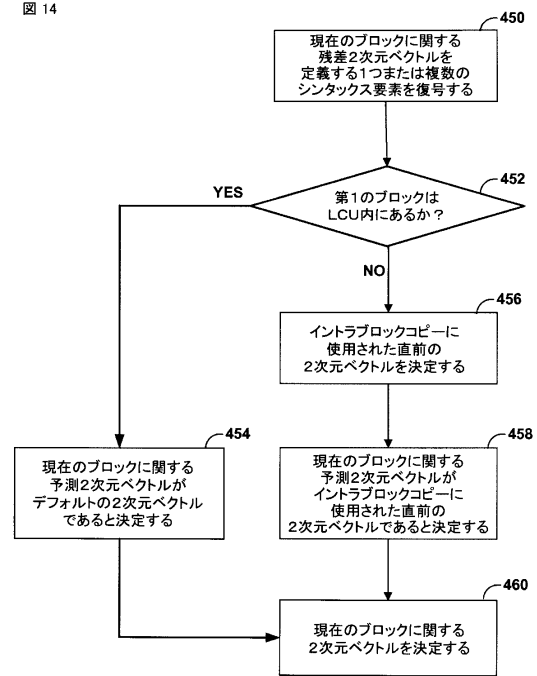 図 14
450
現在のブロックに関する
残差2次元ベクトルを
定義する1つまたは複数の
シンタックス要素を復号する
452
YES
第1のブロックは
LCU内にあるか？
NO
456
イントラブロックコピーに
使用された直前の
2次元ベクトルを決定する
454
現在のブロックに関する
予測2次元ベクトルが
デフォルトの2次元ベクトル
であると決定する
458
現在のブロックに関する
予測2次元ベクトルが
イントラブロックコピーに
使用された直前の
2次元ベクトルであると決定する
460
現在のブロックに関する
2次元ベクトルを決定する